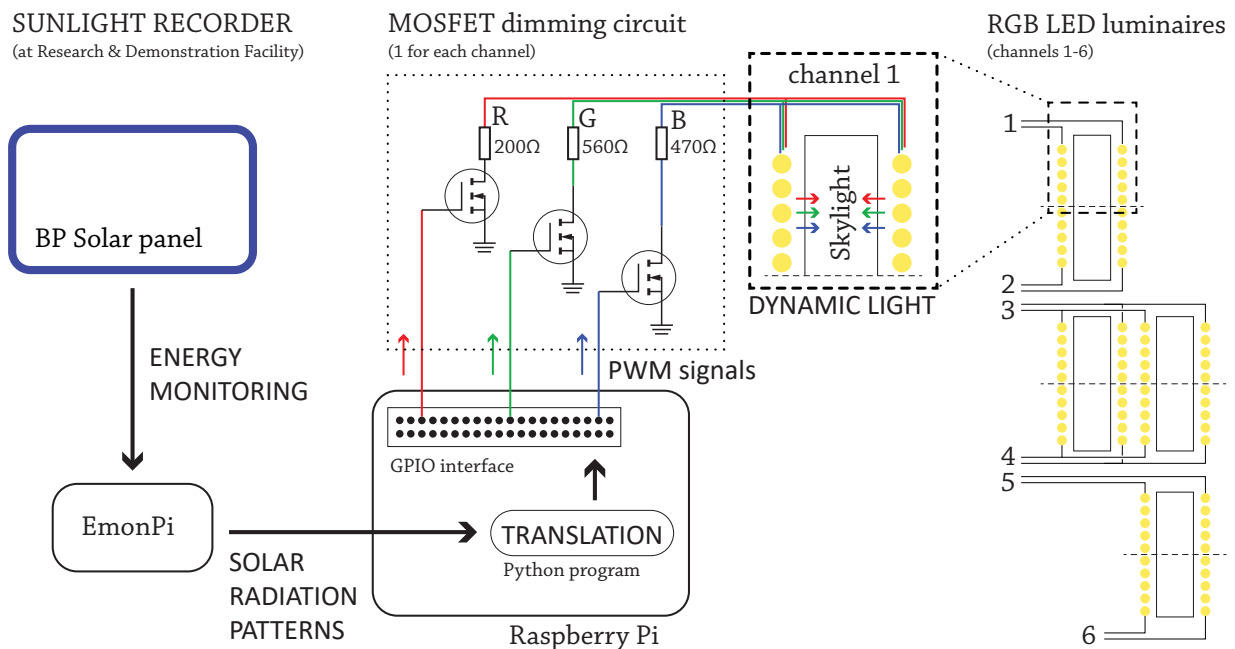 SUNLIGHT RECORDER
(at Research & Demonstration Facility)
BP Solar panel
ENERGY
MONITORING
EmonPi
SOLAR
RADIATION
PATTERNS
MOSFET dimming circuit
(1 for each channel)
R
200Ω
G
560Ω
B
470Ω
PWM signals
GPIO interface
TRANSLATION
Python program
Raspberry Pi
channel 1
Skylight
DYNAMIC LIGHT
RGB LED luminaires
(channels 1-6)
1
2
3
4
5
6